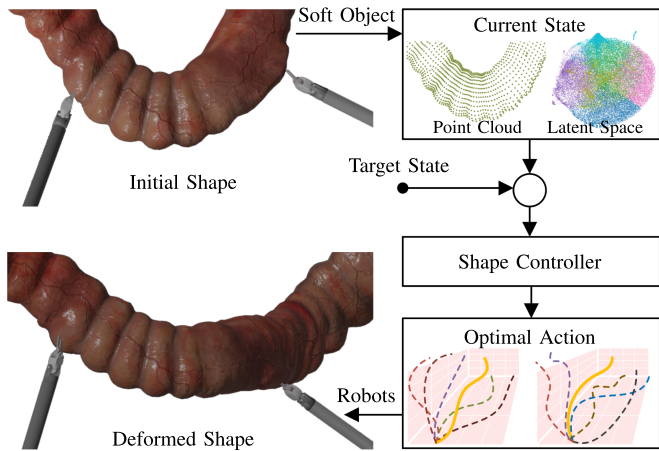 Soft Object
Current State
Point Cloud
Latent Space
Initial Shape
Target State
Shape Controller
Optimal Action
Robots
Deformed Shape